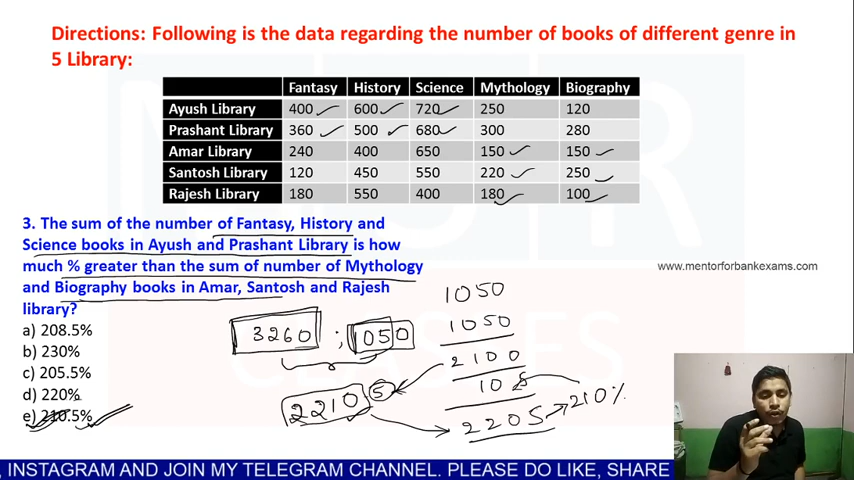 Directions: Following is the data regarding the number of books of different genre in
5 Library:
Fantasy History Science Mythology Biography
Ayush Library 400 600 720 250 120
Prashant Library 360 500 680 300 280
Amar Library 240 400 650 150 150
Santosh Library 120 450 550 220 250
Rajesh Library 180 550 400 180 100
3. The sum of the number of Fantasy, History and
Science books in Ayush and Prashant Library is how
much % greater than the sum of number of Mythology
and Biography books in Amar, Santosh and Rajesh
library?
a) 208.5%
b) 230%
c) 205.5%
d) 220%
e) 210.5%
www.mentorforbankexams.com
3260 ; 1050
2210 5
1050
1050
2100
105
2205 → 210%
, INSTAGRAM AND JOIN MY TELEGRAM CHANNEL. PLEASE DO LIKE, SHARE